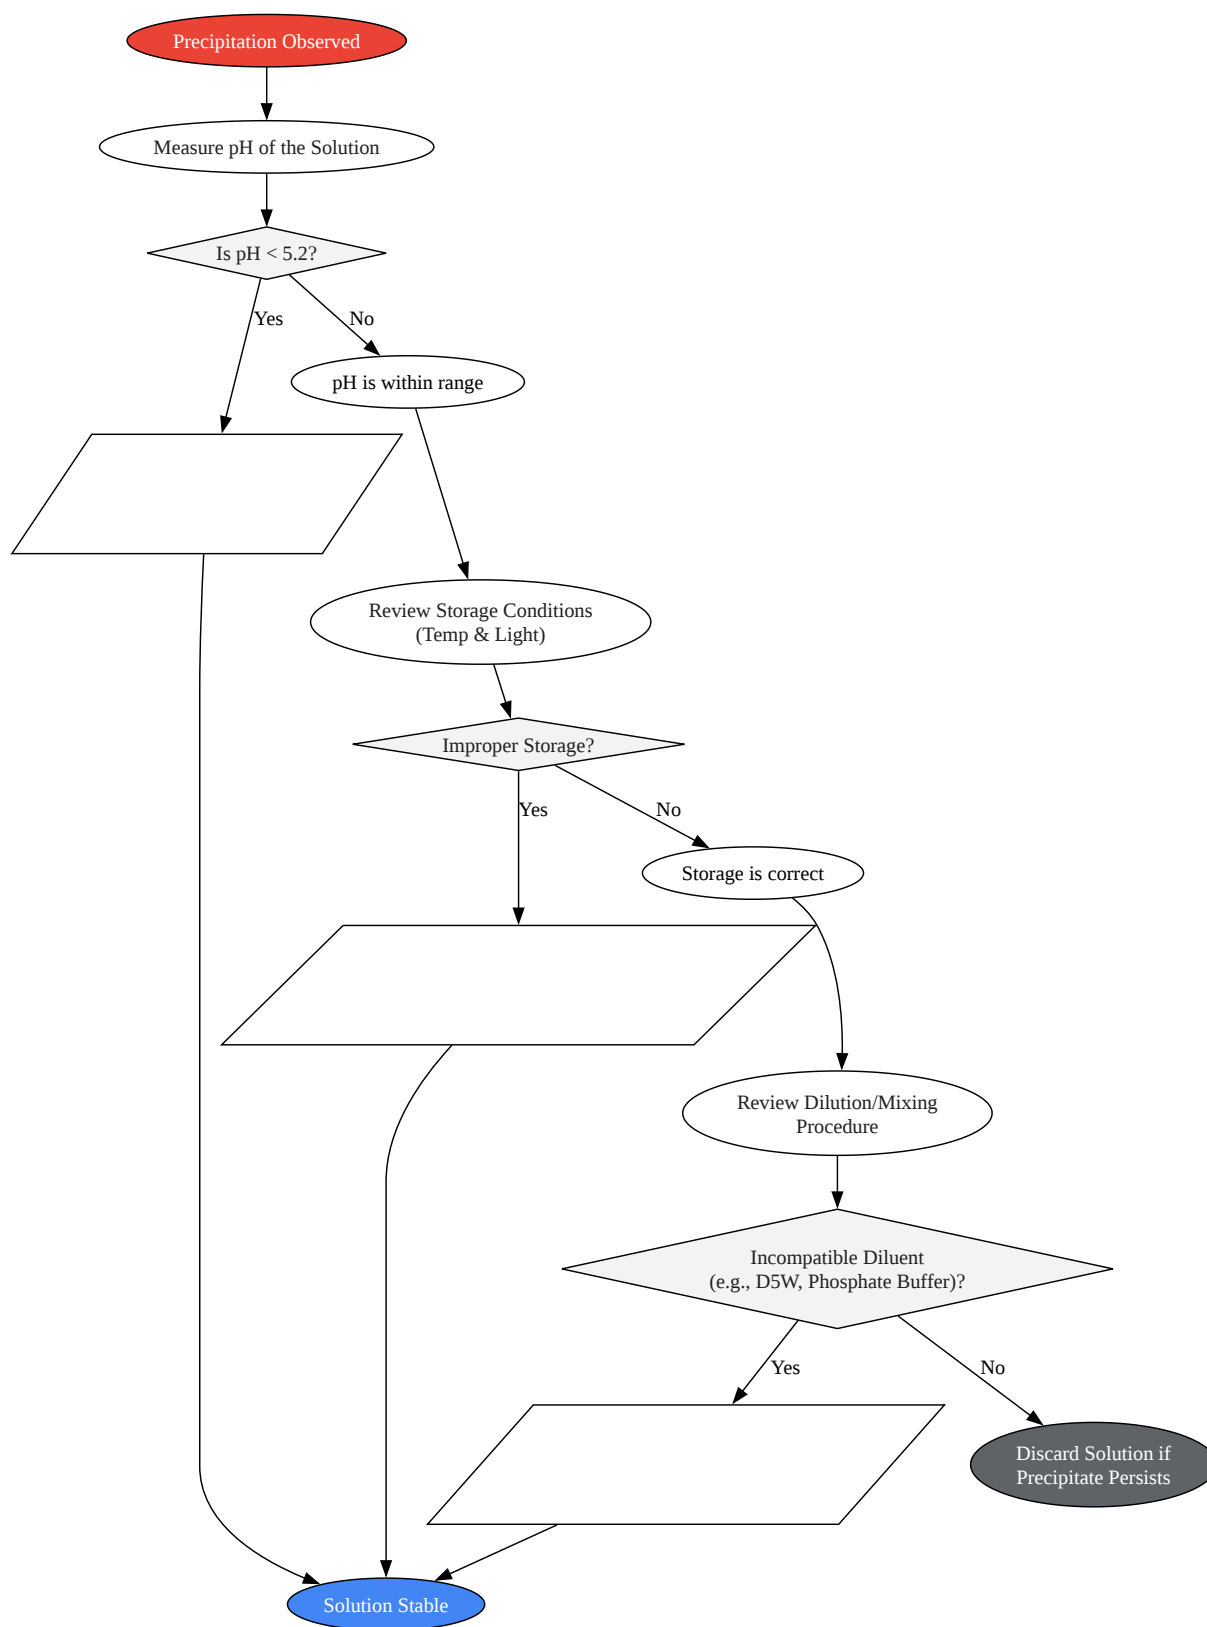 Precipitation Observed
Measure pH of the Solution
Is pH < 5.2?
Yes
No
pH is within range
Review Storage Conditions
(Temp & Light)
Improper Storage?
Yes
No
Storage is correct
Review Dilution/Mixing
Procedure
Incompatible Diluent
(e.g., D5W, Phosphate Buffer)?
Yes
No
Discard Solution if
Precipitate Persists
Solution Stable